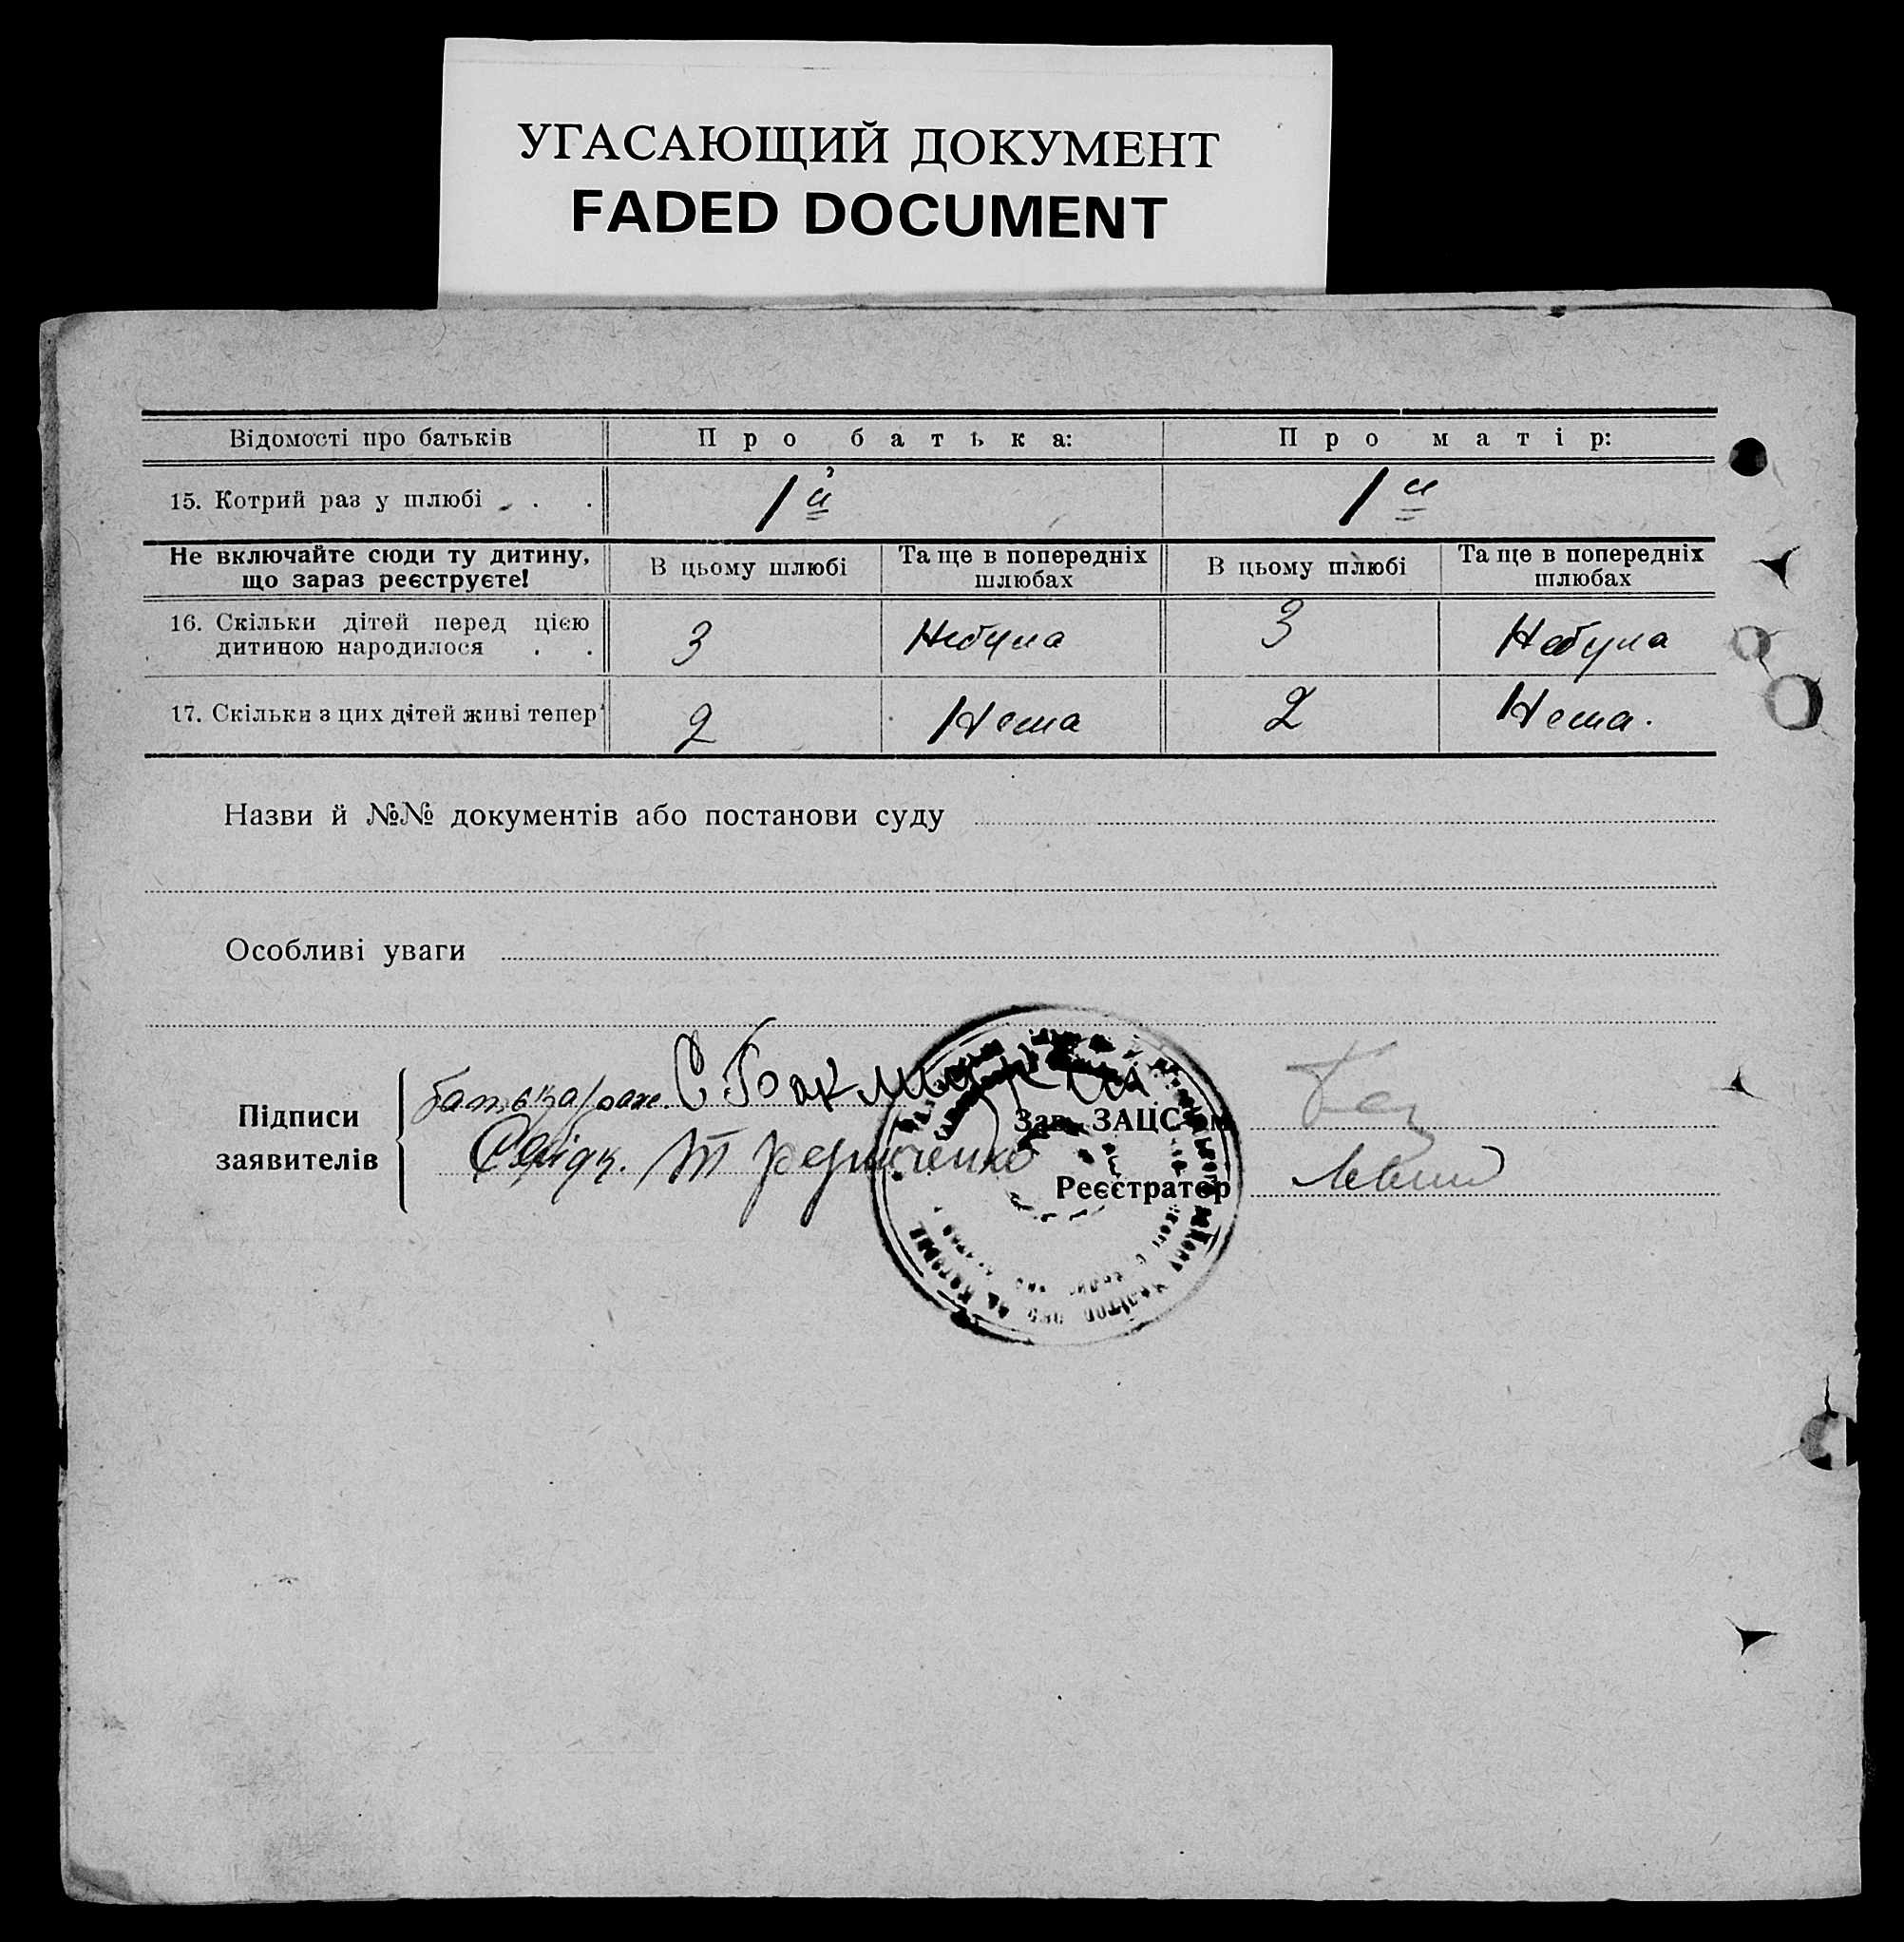 УГАСАЮЩИЙ ДОКУМЕНТ
FADED DOCUMENT
Відомості про батьків Про батька: Про матір:
15. Котрий раз у шлюбі . . . 1й 1й
Не включайте сюди ту дитину, що зараз реєструєте! В цьому шлюбі Та ще в попередніх шлюбах В цьому шлюбі Та ще в попередніх шлюбах
16. Скільки дітей перед цією
дитиною народилося . . 3 Небула 3 Небула
17. Скільки з цих дітей живі тепер 2 Нема 2 Нема.
Назви й №№ документів або постанови суду
Особливі уваги
Підписи
заявителів
батька С
Свідк.
Зав. ЗАЦС'ом
Реєстратор